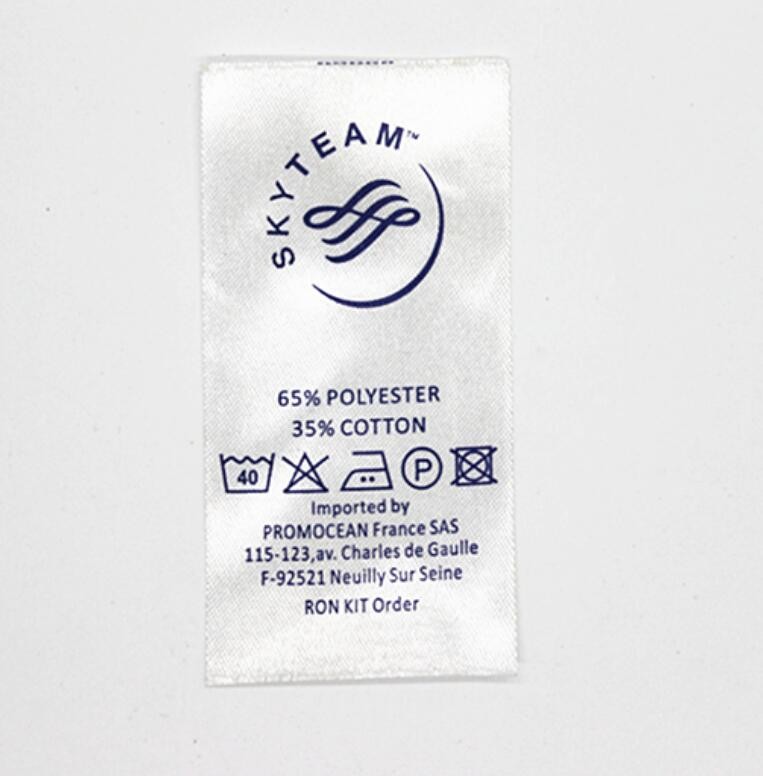 SKYTEAM™
65% POLYESTER
35% COTTON
40 P
Imported by
PROMOCEAN France SAS
115-123,av. Charles de Gaulle
F-92521 Neuilly Sur Seine
RON KIT Order